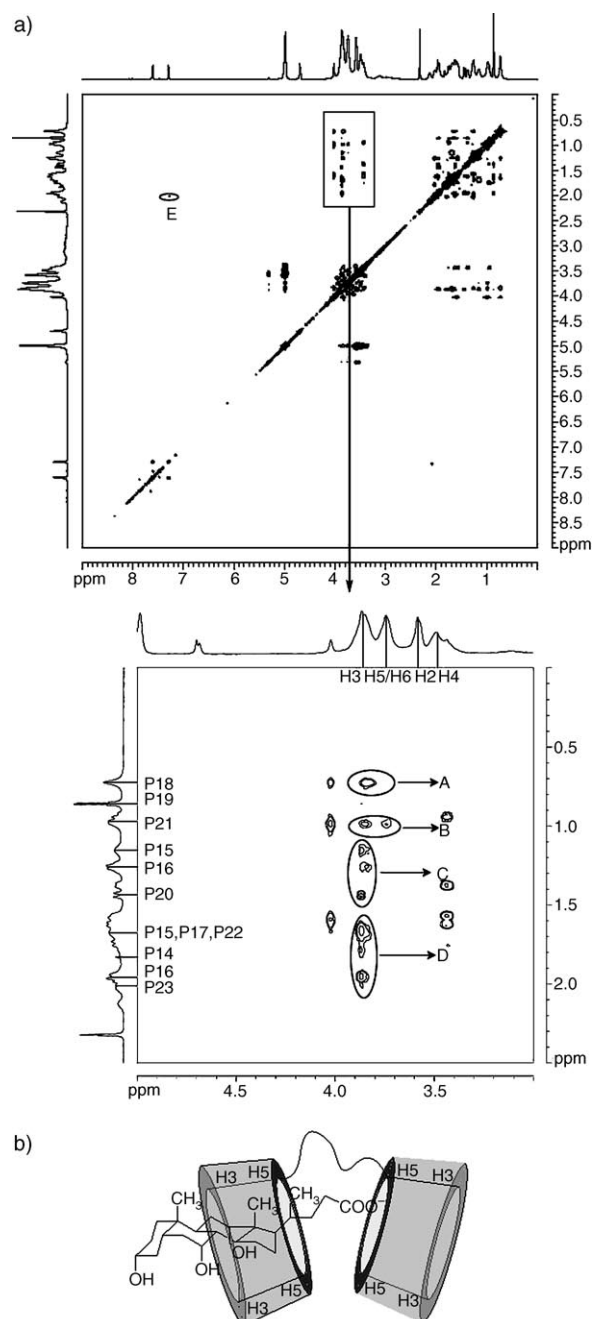 a)
E
0.5
1.0
1.5
2.0
2.5
3.0
3.5
4.0
4.5
5.0
5.5
6.0
6.5
7.0
7.5
8.0
8.5
ppm
ppm 8 7 6 5 4 3 2 1
H3 H5/H6 H2 H4
P18
P19
P21
P15
P16
P20
P15,P17,P22
P14
P16
P23
A
B
C
D
0.5
1.0
1.5
2.0
ppm
ppm 4.5 4.0 3.5
b)
H3 H5 H5 H3
CH3 CH3 CH3 COO-
OH OH OH
H3 H5 H5 H3